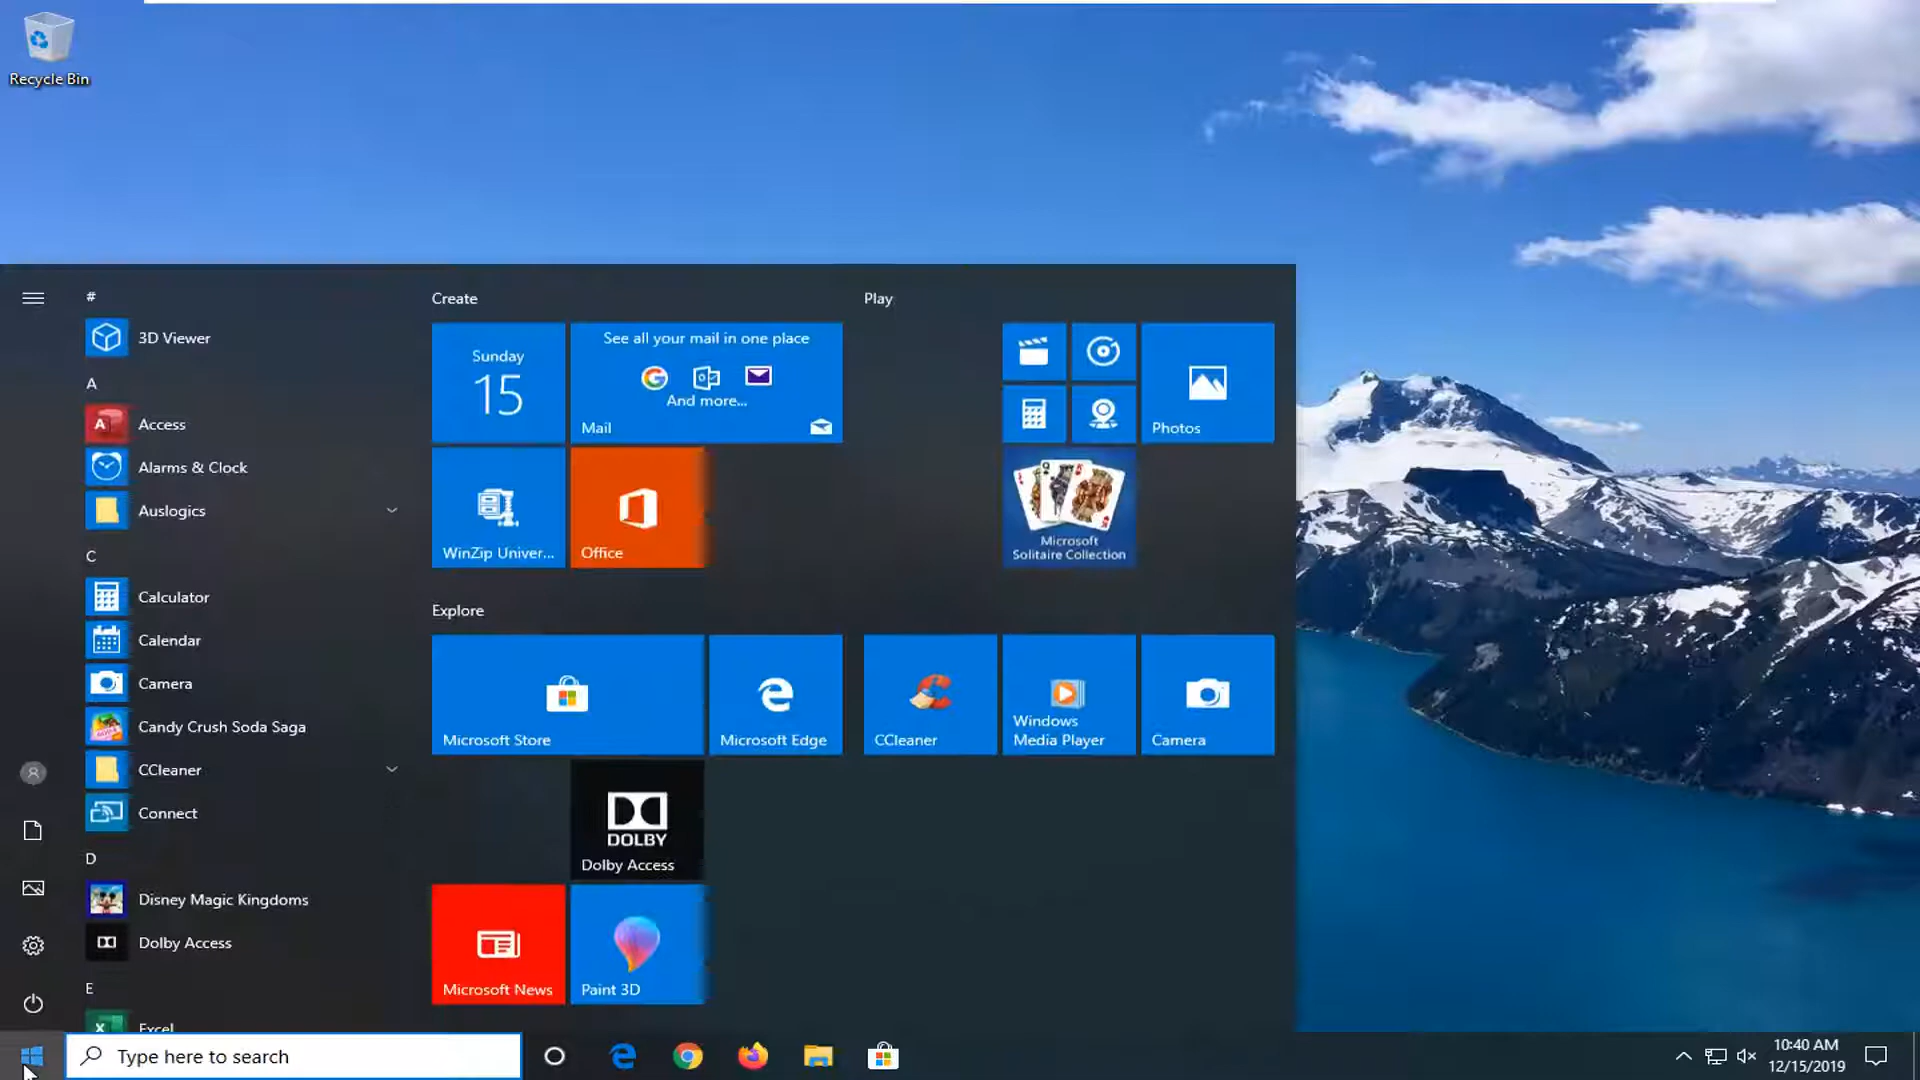 Recycle Bin
#
3D Viewer
A
Access
Alarms & Clock
Auslogics
C
Calculator
Calendar
Camera
Candy Crush Soda Saga
CCleaner
Connect
D
Disney Magic Kingdoms
Dolby Access
E
Excel
Create
Sunday
15
See all your mail in one place
And more...
Mail
WinZip Univer...
Office
Explore
Microsoft Store
Microsoft Edge
DOLBY
Dolby Access
Microsoft News
Paint 3D
Play
Photos
Microsoft
Solitaire Collection
CCleaner
Windows
Media Player
Camera
Type here to search
10:40 AM
12/15/2019